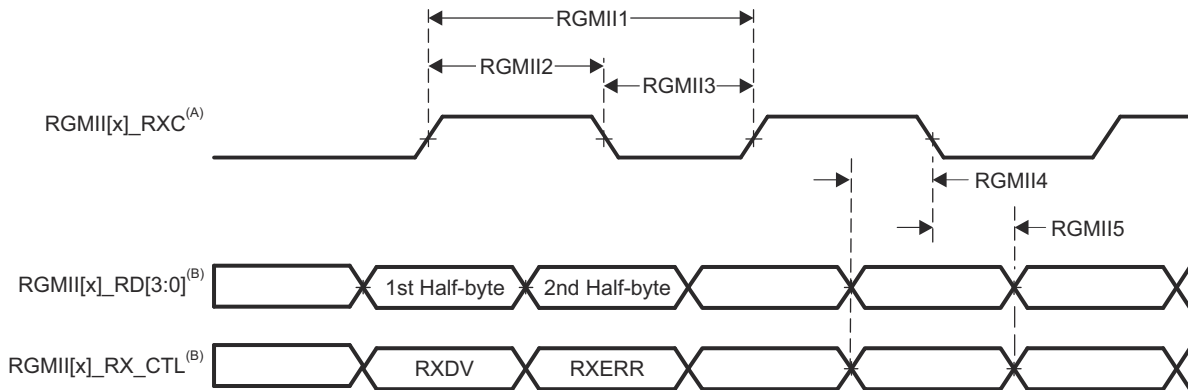 RGMII1
RGMII2
RGMII3
RGMII[x]_RXC(A)
RGMII4
RGMII5
RGMII[x]_RD[3:0](B)
1st Half-byte
2nd Half-byte
RGMII[x]_RX_CTL(B)
RXDV
RXERR